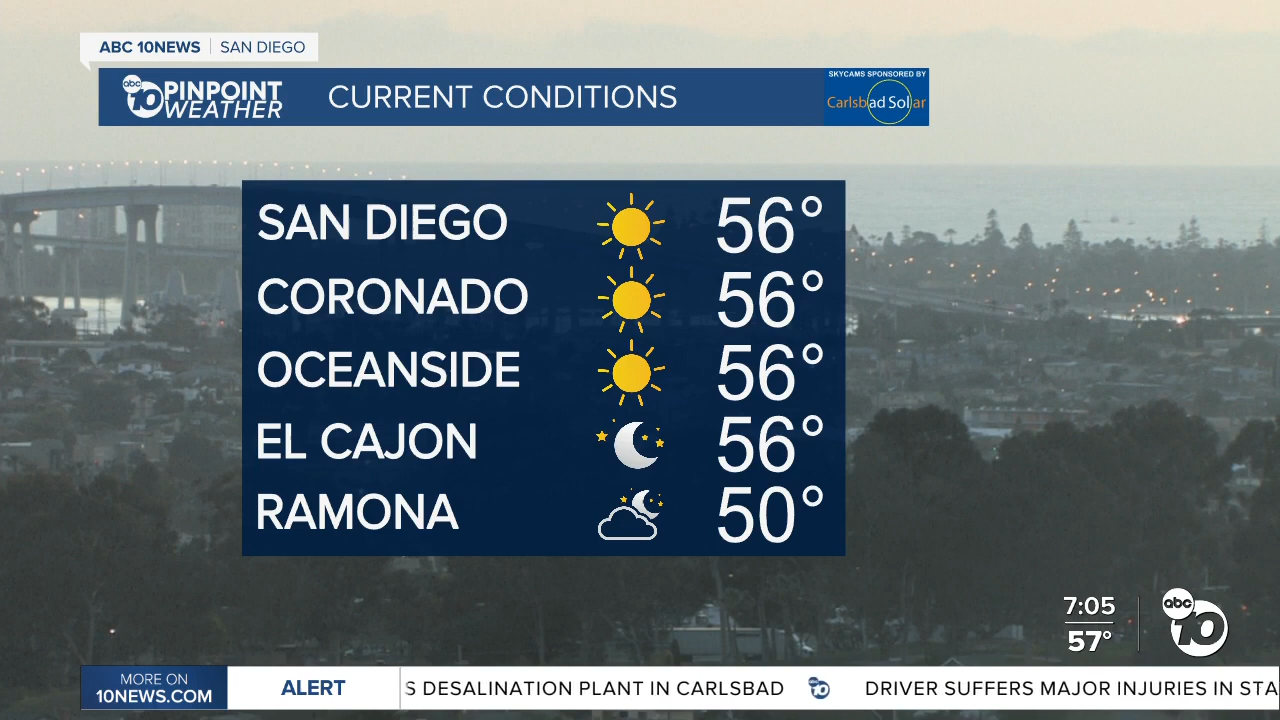 ABC 10NEWS | SAN DIEGO
abc 10 PINPOINT WEATHER
CURRENT CONDITIONS
SKYCAMS SPONSORED BY
Carlsbad Solar
SAN DIEGO 56°
CORONADO 56°
OCEANSIDE 56°
EL CAJON 56°
RAMONA 50°
7:05
57°
abc 10
MORE ON
10NEWS.COM
ALERT
S DESALINATION PLANT IN CARLSBAD abc 10 DRIVER SUFFERS MAJOR INJURIES IN STA